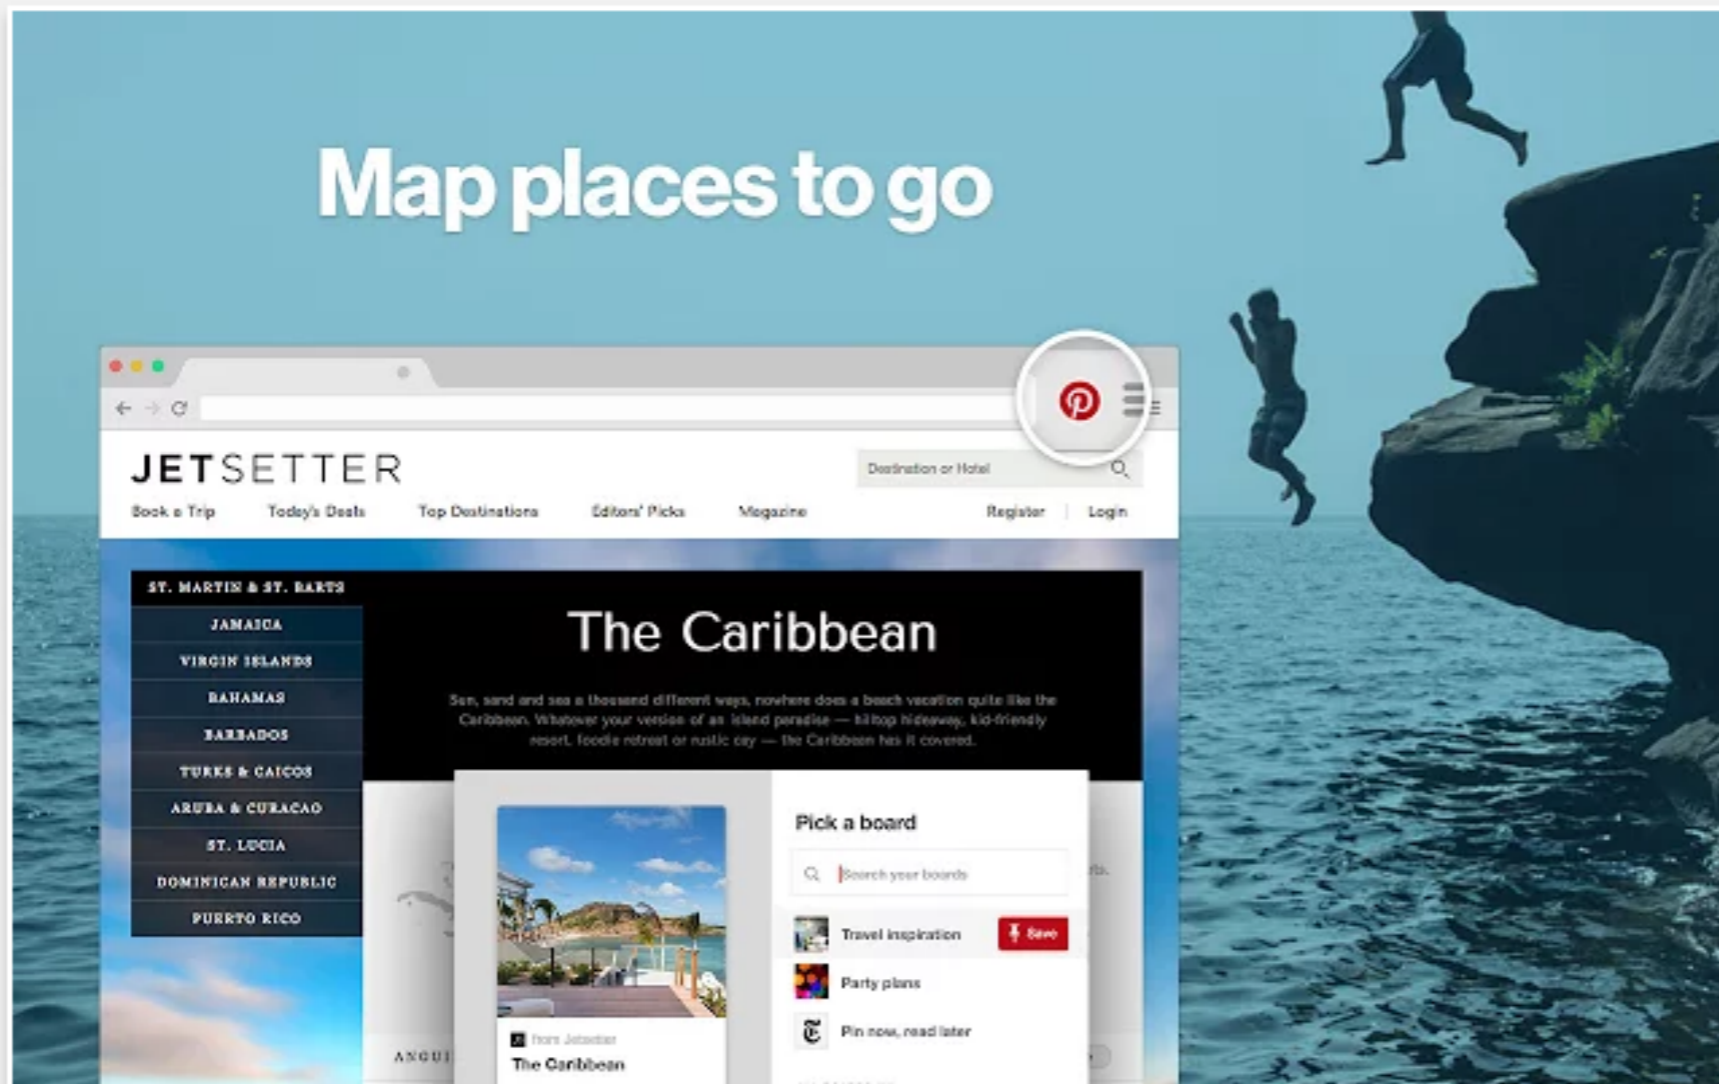 Map places to go
JETSETTER
Destination or Hotel
Book a Trip
Today's Deals
Top Destinations
Editors' Picks
Magazine
Register
Login
ST. MARTIN & ST. BARTS
JAMAICA
VIRGIN ISLANDS
BAHAMAS
BARBADOS
TURKS & CAICOS
ARUBA & CURACAO
ST. LUCIA
DOMINICAN REPUBLIC
PUERTO RICO
The Caribbean
Sun, sand and sea a thousand different ways, nowhere does a beach vacation quite like the
Caribbean. Whatever your version of an island paradise — hilltop hideaway, kid-friendly
resort, foodie retreat or rustic cay — the Caribbean has it covered.
from Jetsetter
The Caribbean
Pick a board
Search your boards
Travel inspiration
Save
Party plans
Pin now, read later
ANGUI